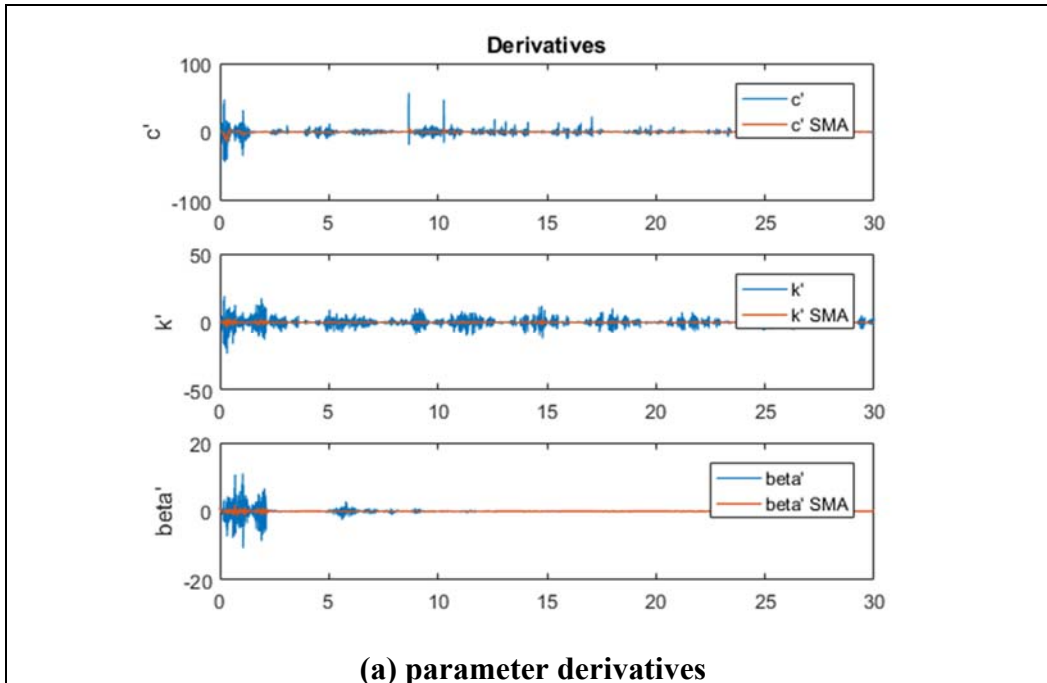 Derivatives
100
0
-100
c'
c'
c' SMA
0 5 10 15 20 25 30
50
0
-50
k'
k'
k' SMA
0 5 10 15 20 25 30
20
0
-20
beta'
beta'
beta' SMA
0 5 10 15 20 25 30
(a) parameter derivatives